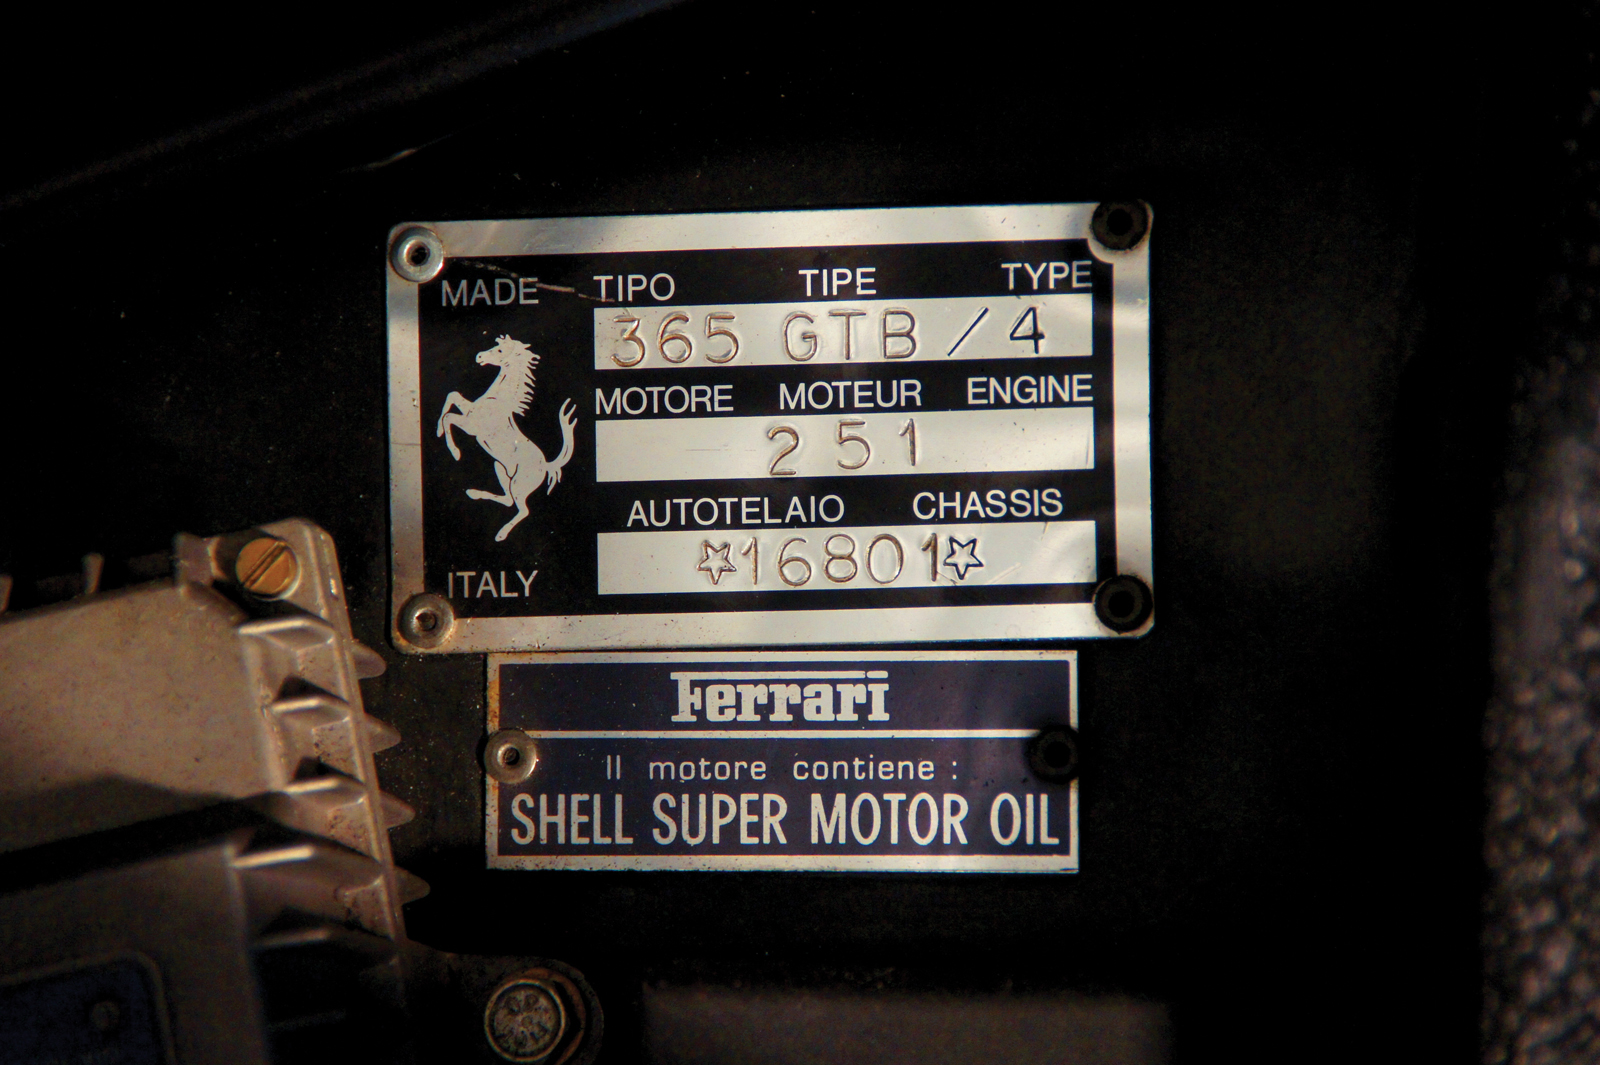 MADE
TIPO TIPE TYPE
365 GTB / 4
MOTORE MOTEUR ENGINE
251
AUTOTELAIO CHASSIS
☆16801☆
ITALY
Ferrari
Il motore contiene :
SHELL SUPER MOTOR OIL